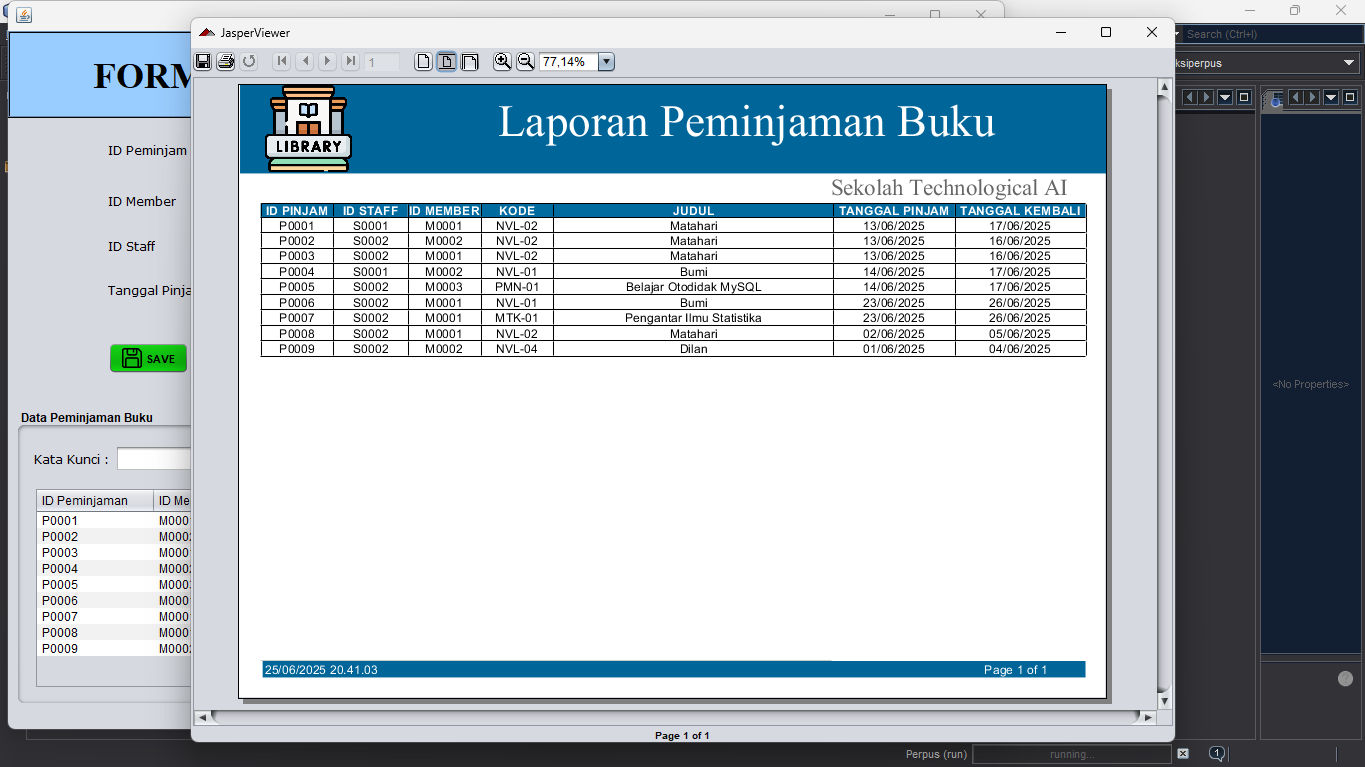 Search (Ctrl+I)
JasperViewer
ksiperpus
1
77,14%
FORM
LIBRARY
Laporan Peminjaman Buku
Sekolah Technological AI
ID Peminjam
ID Member
ID Staff
Tanggal Pinja
SAVE
ID PINJAM ID STAFF ID MEMBER KODE JUDUL TANGGAL PINJAM TANGGAL KEMBALI
P0001 S0001 M0001 NVL-02 Matahari 13/06/2025 17/06/2025
P0002 S0002 M0002 NVL-02 Matahari 13/06/2025 16/06/2025
P0003 S0002 M0001 NVL-02 Matahari 13/06/2025 16/06/2025
P0004 S0001 M0002 NVL-01 Bumi 14/06/2025 17/06/2025
P0005 S0002 M0003 PMN-01 Belajar Otodidak MySQL 14/06/2025 17/06/2025
P0006 S0002 M0001 NVL-01 Bumi 23/06/2025 26/06/2025
P0007 S0002 M0001 MTK-01 Pengantar Ilmu Statistika 23/06/2025 26/06/2025
P0008 S0002 M0001 NVL-02 Matahari 02/06/2025 05/06/2025
P0009 S0002 M0002 NVL-04 Dilan 01/06/2025 04/06/2025
<No Properties>
Data Peminjaman Buku
Kata Kunci :
ID Peminjaman ID Me
P0001 M000
P0002 M000
P0003 M000
P0004 M000
P0005 M000
P0006 M000
P0007 M000
P0008 M000
P0009 M000
25/06/2025 20.41.03 Page 1 of 1
Page 1 of 1
Perpus (run) running... 1